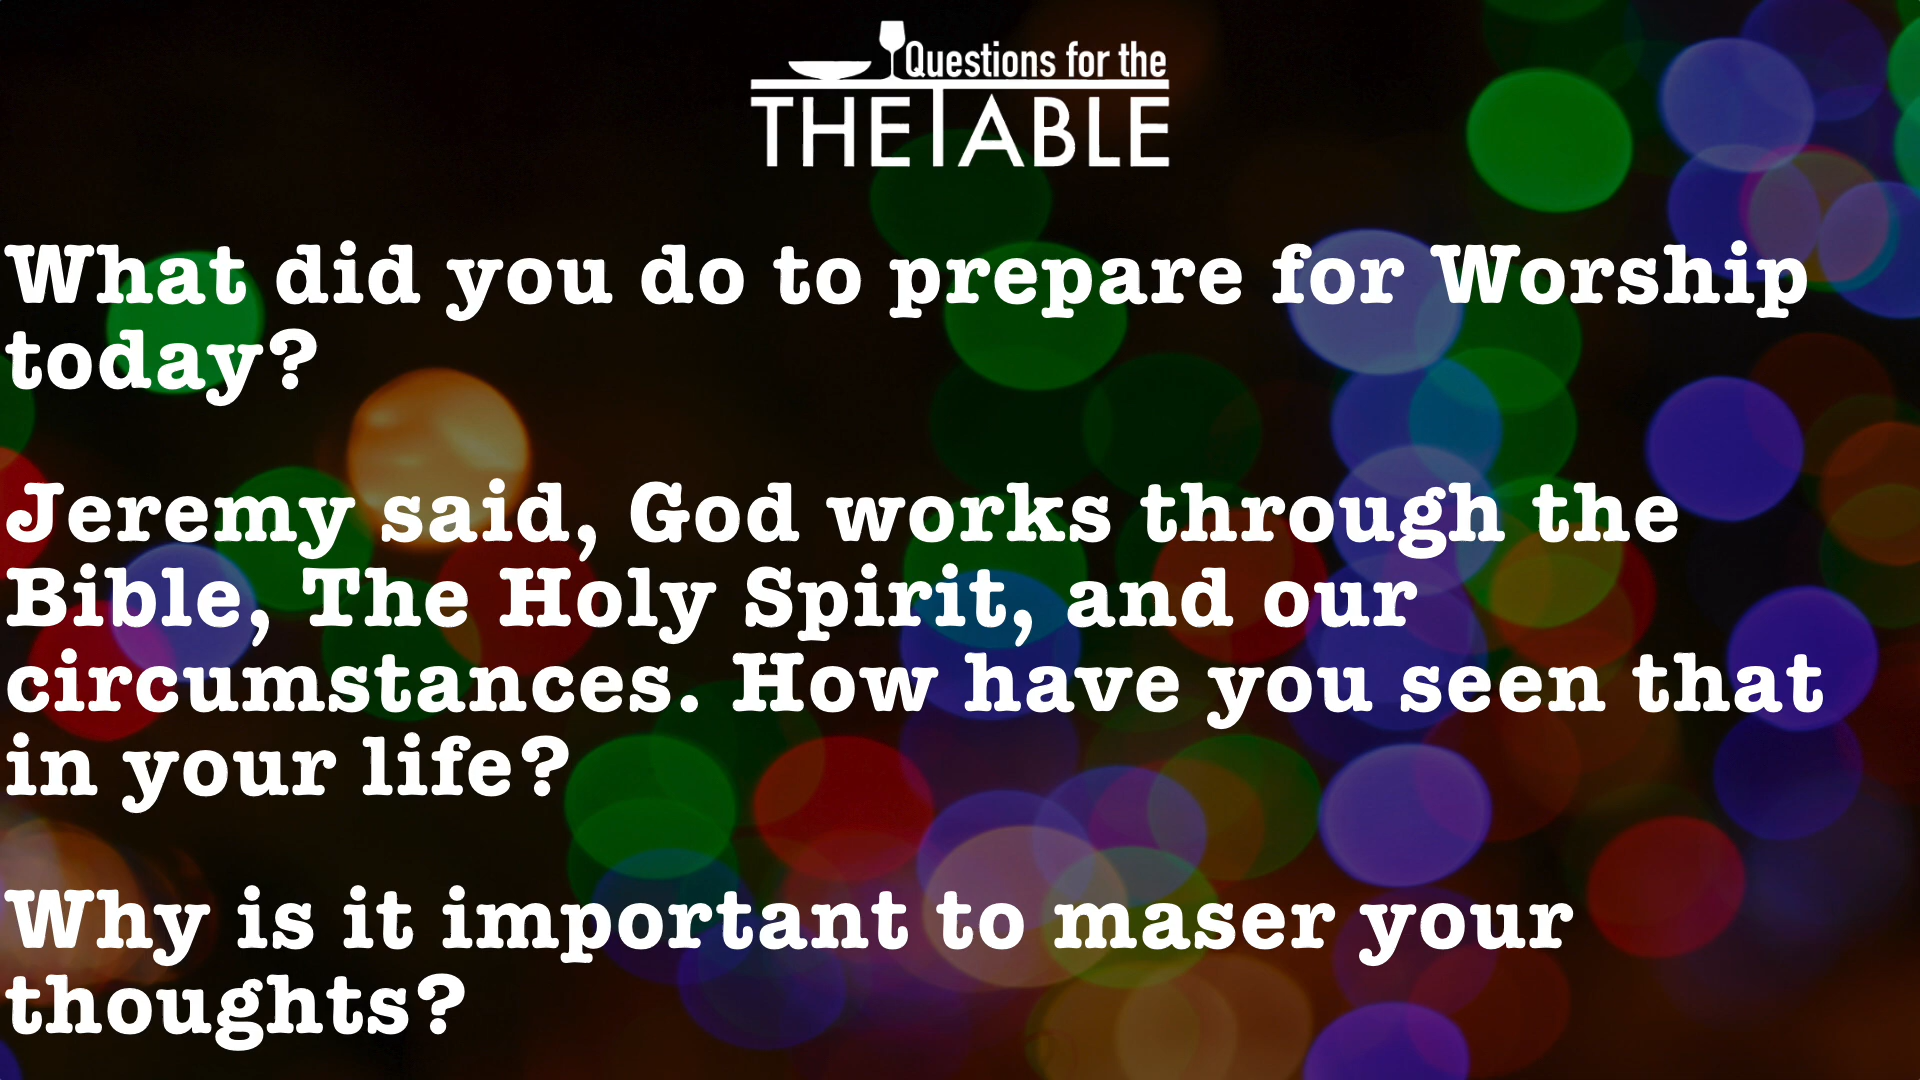 Questions for the
THE TABLE
What did you do to prepare for Worship
today?
Jeremy said, God works through the
Bible, The Holy Spirit, and our
circumstances. How have you seen that
in your life?
Why is it important to maser your
thoughts?